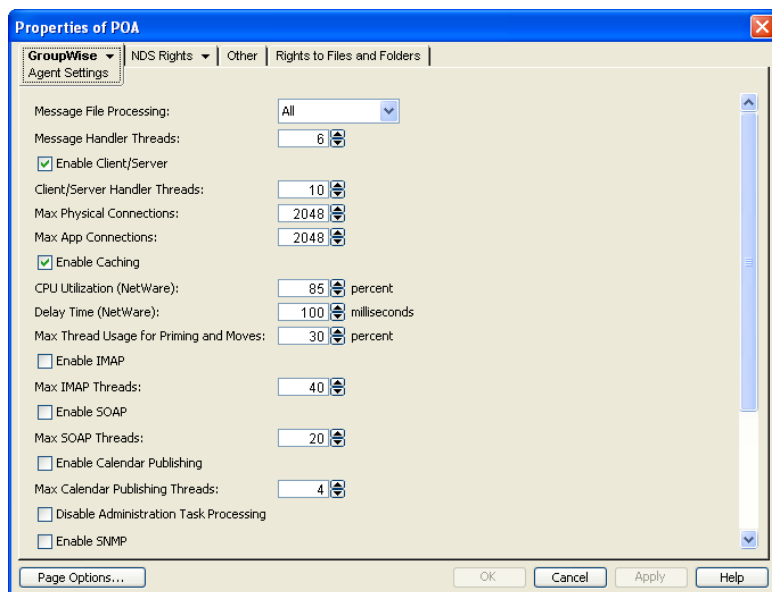 Properties of POA
GroupWise NDS Rights Other Rights to Files and Folders
Agent Settings
Message File Processing: All
Message Handler Threads: 6
Enable Client/Server
Client/Server Handler Threads: 10
Max Physical Connections: 2048
Max App Connections: 2048
Enable Caching
CPU Utilization (NetWare): 85 percent
Delay Time (NetWare): 100 milliseconds
Max Thread Usage for Priming and Moves: 30 percent
Enable IMAP
Max IMAP Threads: 40
Enable SOAP
Max SOAP Threads: 20
Enable Calendar Publishing
Max Calendar Publishing Threads: 4
Disable Administration Task Processing
Enable SNMP
Page Options... OK Cancel Apply Help